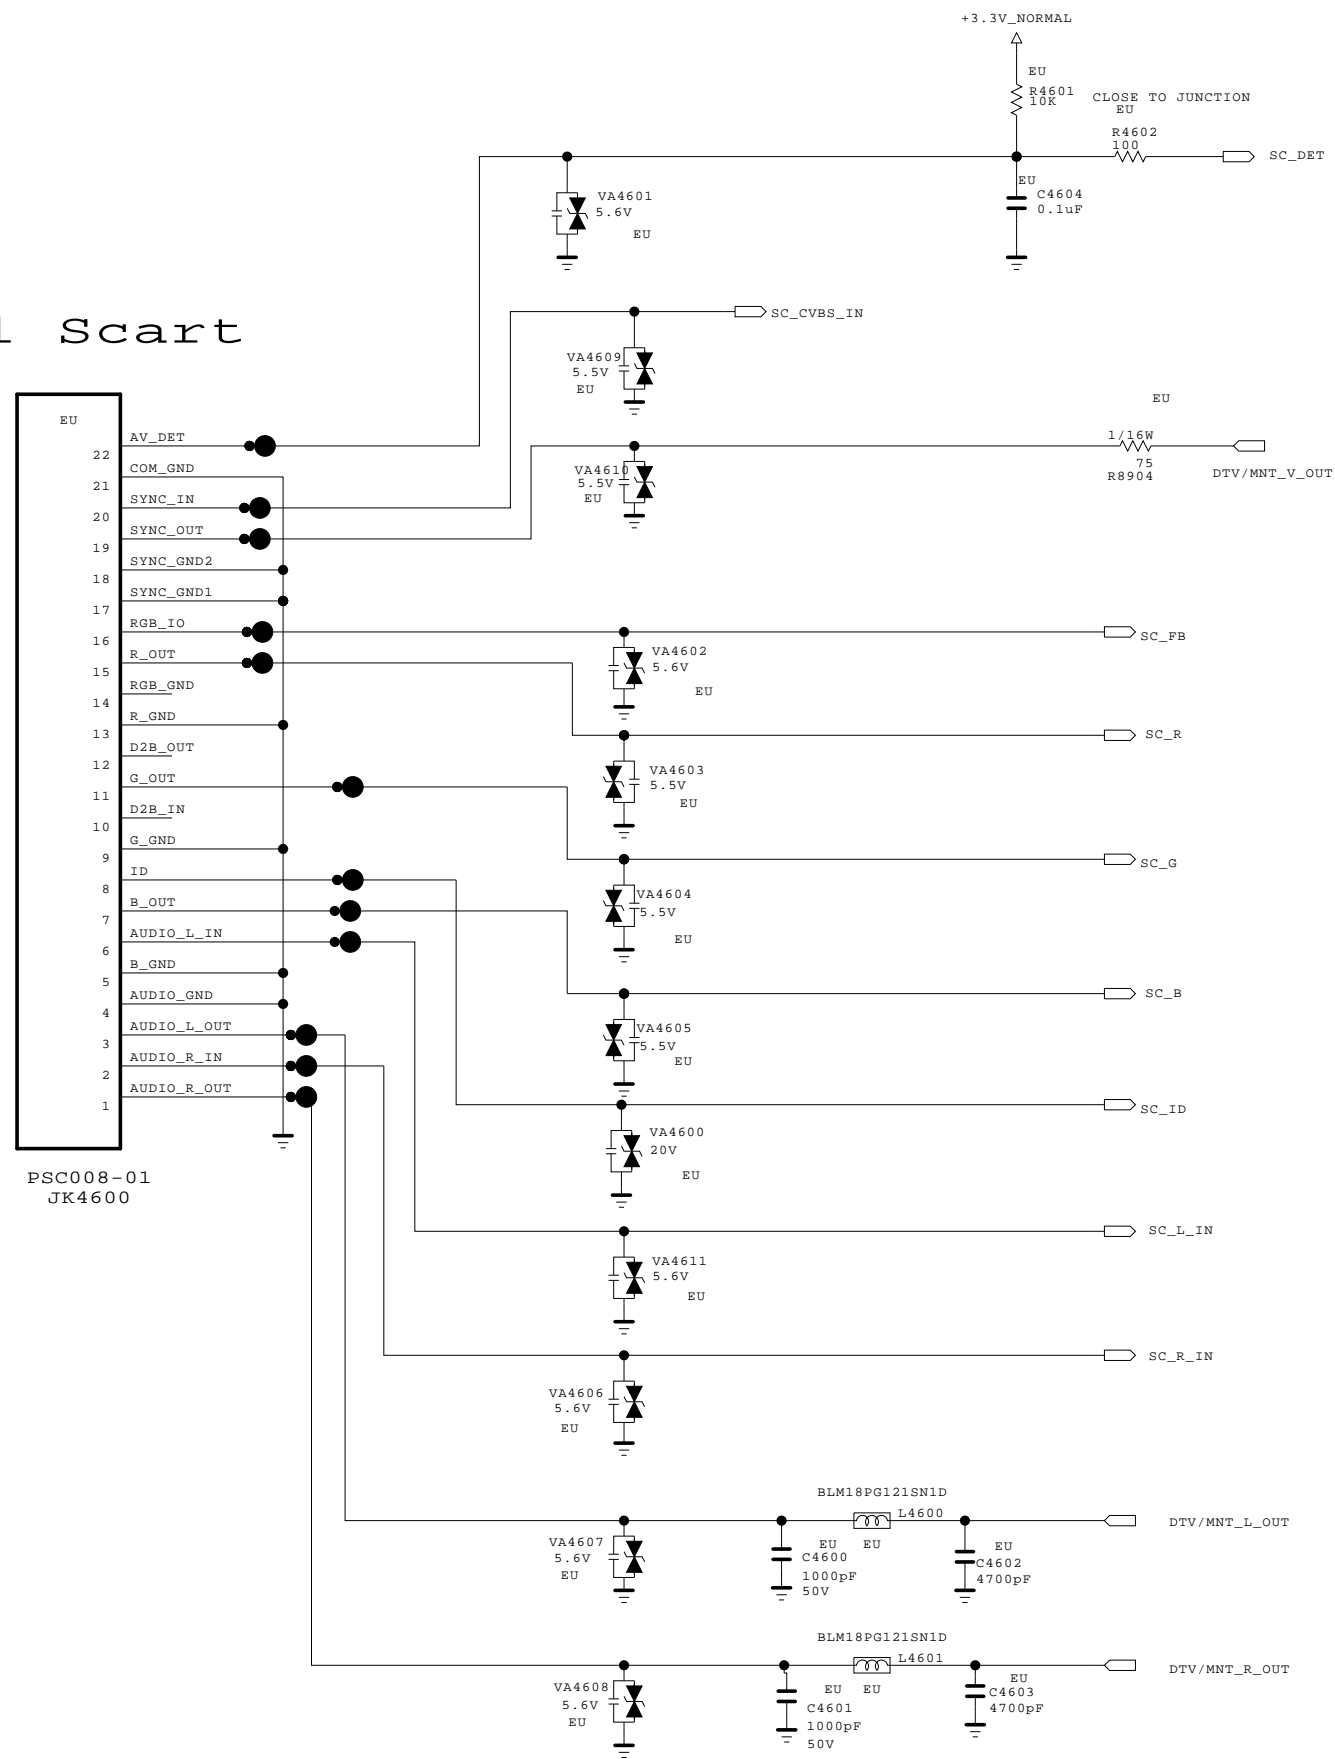 +3.3V_NORMAL
EU
R4601
10K
CLOSE TO JUNCTION
EU
R4602
100
SC_DET
EU
C4604
0.1uF
VA4601
5.6V
EU
SC_CVBS_IN
Scart
VA4609
5.5V
EU
EU
1/16W
75
R8904
DTV/MNT_V_OUT
VA4610
5.5V
EU
EU
AV_DET
22
COM_GND
21
SYNC_IN
20
SYNC_OUT
19
SYNC_GND2
18
SYNC_GND1
17
RGB_IO
16
R_OUT
15
RGB_GND
14
R_GND
13
D2B_OUT
12
G_OUT
11
D2B_IN
10
G_GND
9
ID
8
B_OUT
7
AUDIO_L_IN
6
B_GND
5
AUDIO_GND
4
AUDIO_L_OUT
3
AUDIO_R_IN
2
AUDIO_R_OUT
1
PSC008-01
JK4600
SC_FB
VA4602
5.6V
EU
SC_R
VA4603
5.5V
EU
SC_G
VA4604
5.5V
EU
SC_B
VA4605
5.5V
EU
SC_ID
VA4600
20V
EU
SC_L_IN
VA4611
5.6V
EU
SC_R_IN
VA4606
5.6V
EU
BLM18PG121SN1D
L4600
DTV/MNT_L_OUT
VA4607
5.6V
EU
EU
C4600
1000pF
50V
EU
EU
C4602
4700pF
BLM18PG121SN1D
L4601
DTV/MNT_R_OUT
VA4608
5.6V
EU
EU
C4601
1000pF
50V
EU
EU
C4603
4700pF